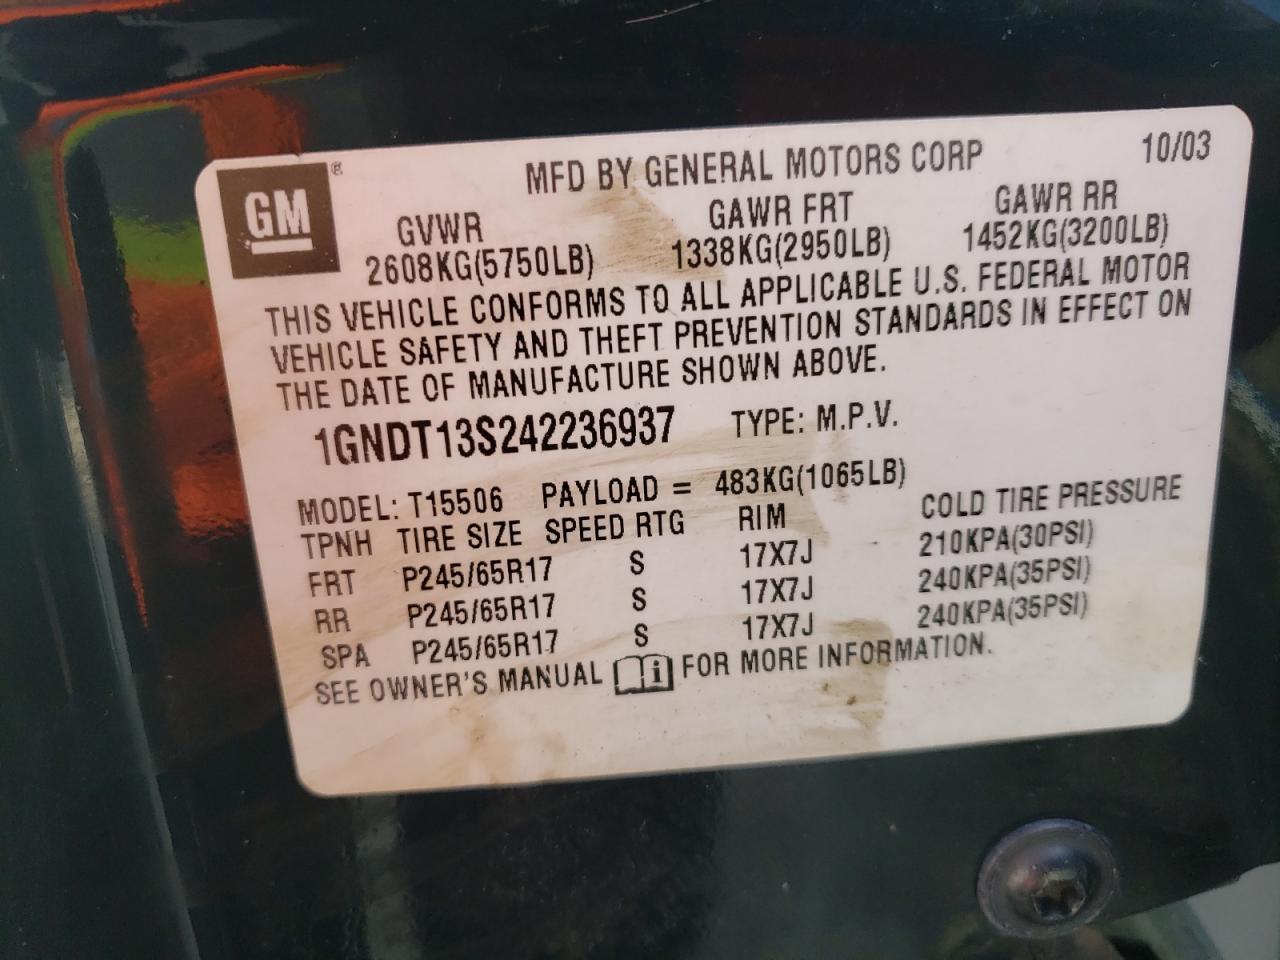 GM®
MFD BY GENERAL MOTORS CORP 10/03
GVWR GAWR FRT GAWR RR
2608KG(5750LB) 1338KG(2950LB) 1452KG(3200LB)
THIS VEHICLE CONFORMS TO ALL APPLICABLE U.S. FEDERAL MOTOR
VEHICLE SAFETY AND THEFT PREVENTION STANDARDS IN EFFECT ON
THE DATE OF MANUFACTURE SHOWN ABOVE.
1GNDT13S242236937 TYPE: M.P.V.
MODEL: T15506 PAYLOAD = 483KG(1065LB)
TPNH TIRE SIZE SPEED RTG RIM COLD TIRE PRESSURE
FRT P245/65R17 S 17X7J 210KPA(30PSI)
RR P245/65R17 S 17X7J 240KPA(35PSI)
SPA P245/65R17 S 17X7J 240KPA(35PSI)
SEE OWNER'S MANUAL FOR MORE INFORMATION.